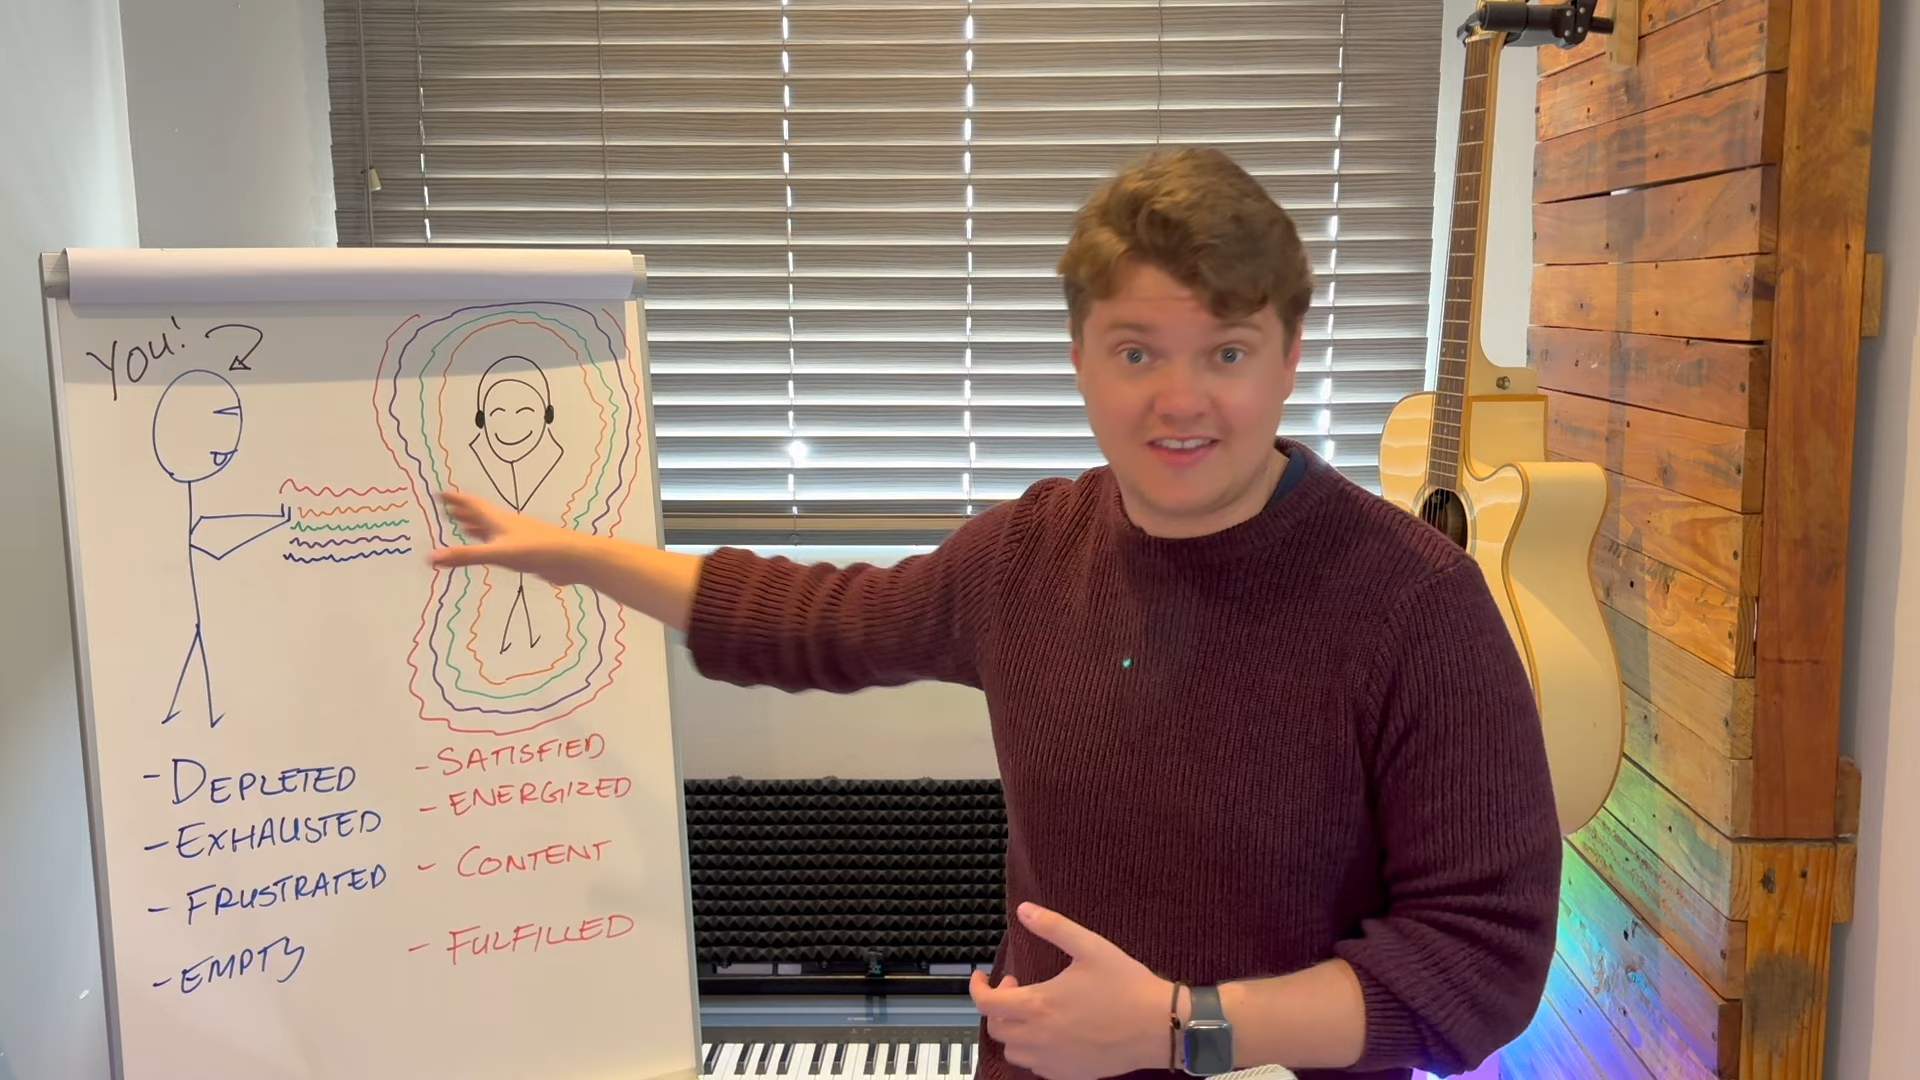 YOU!
- DEPLETED
- EXHAUSTED
- FRUSTRATED
- EMPTY
- SATISFIED
- ENERGIZED
- CONTENT
- FULFILLED